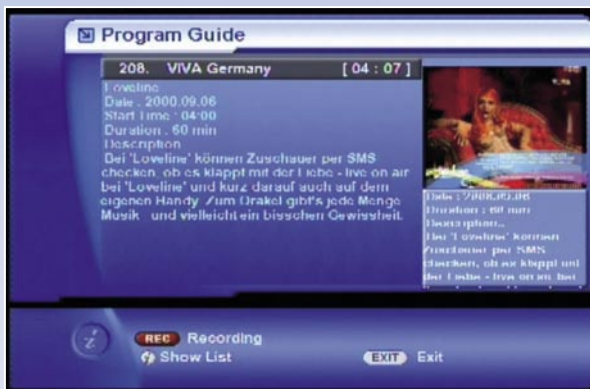 Program Guide
208. VIVA Germany [ 04 : 07 ]
Loveline
Date : 2000.09.06
Start Time : 04:00
Duration : 60 min
Description
Bei 'Loveline' können Zuschauer per SMS
checken, ob es klappt mit der Liebe - live on air
bei 'Loveline' und kurz darauf auch auf dem
eigenen Handy. Zum Orakel gibt's jede Menge
Musik und vielleicht ein bisschen Gewissheit.
Duration : 60 min
Description..
Bei 'Loveline' können
Zuschauer per SMS
checken, ob es klappt mit
der Liebe - live on air bei
i
REC Recording
Show List
EXIT Exit